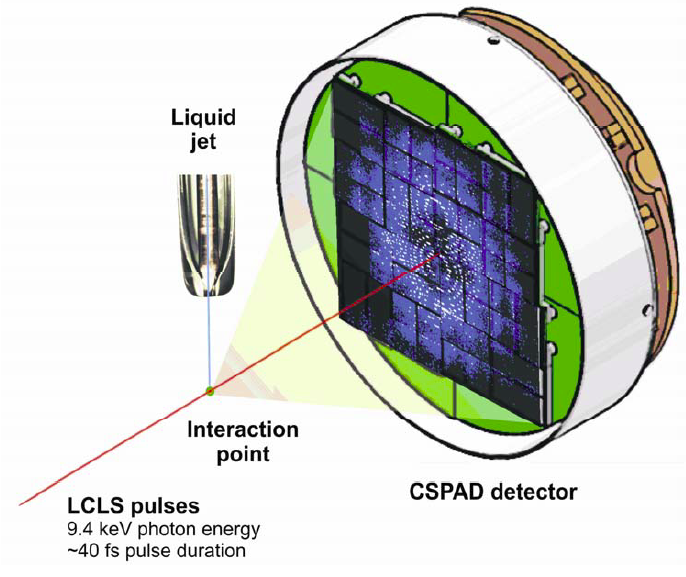 Liquid
jet
Interaction
point
LCLS pulses
9.4 keV photon energy
~40 fs pulse duration
CSPAD detector